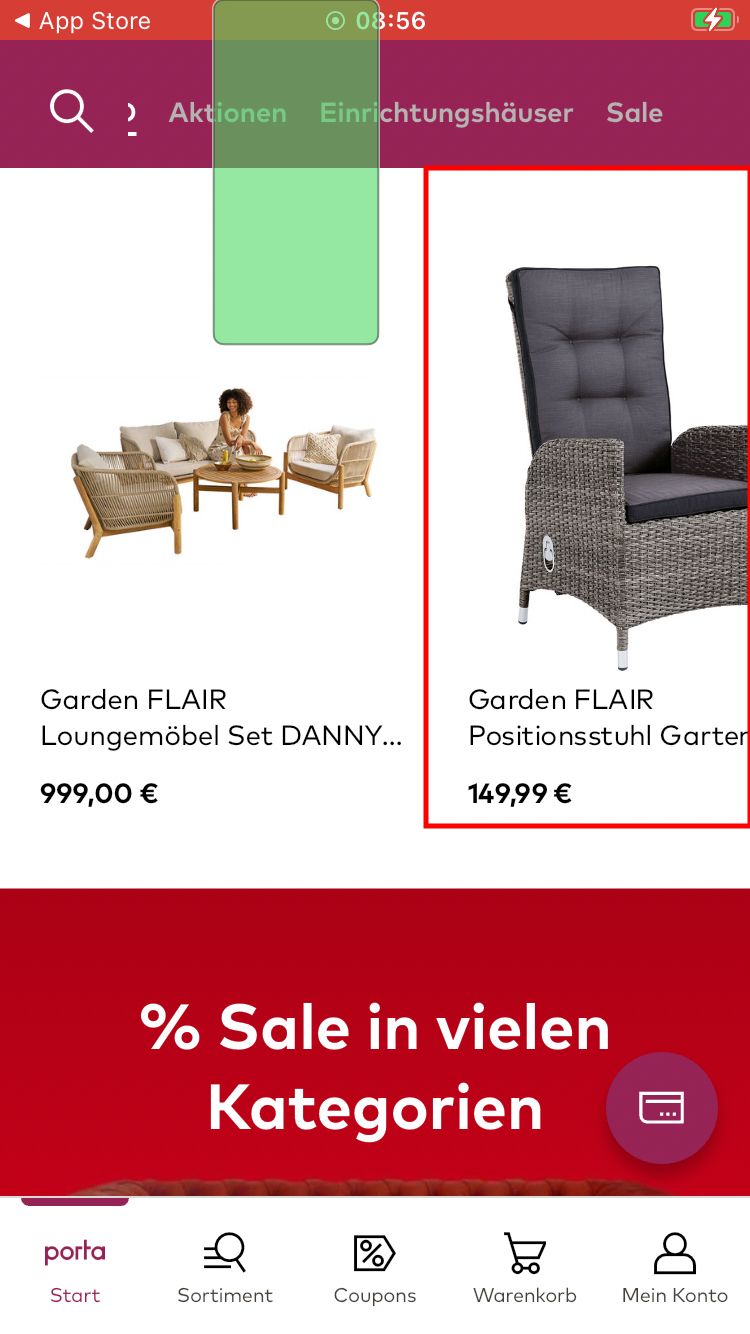 ◀ App Store
08:56
Aktionen Einrichtungshäuser Sale
Garden FLAIR
Loungemöbel Set DANNY...
999,00 €
Garden FLAIR
Positionsstuhl Garten
149,99 €
% Sale in vielen
Kategorien
porta
Start Sortiment Coupons Warenkorb Mein Konto